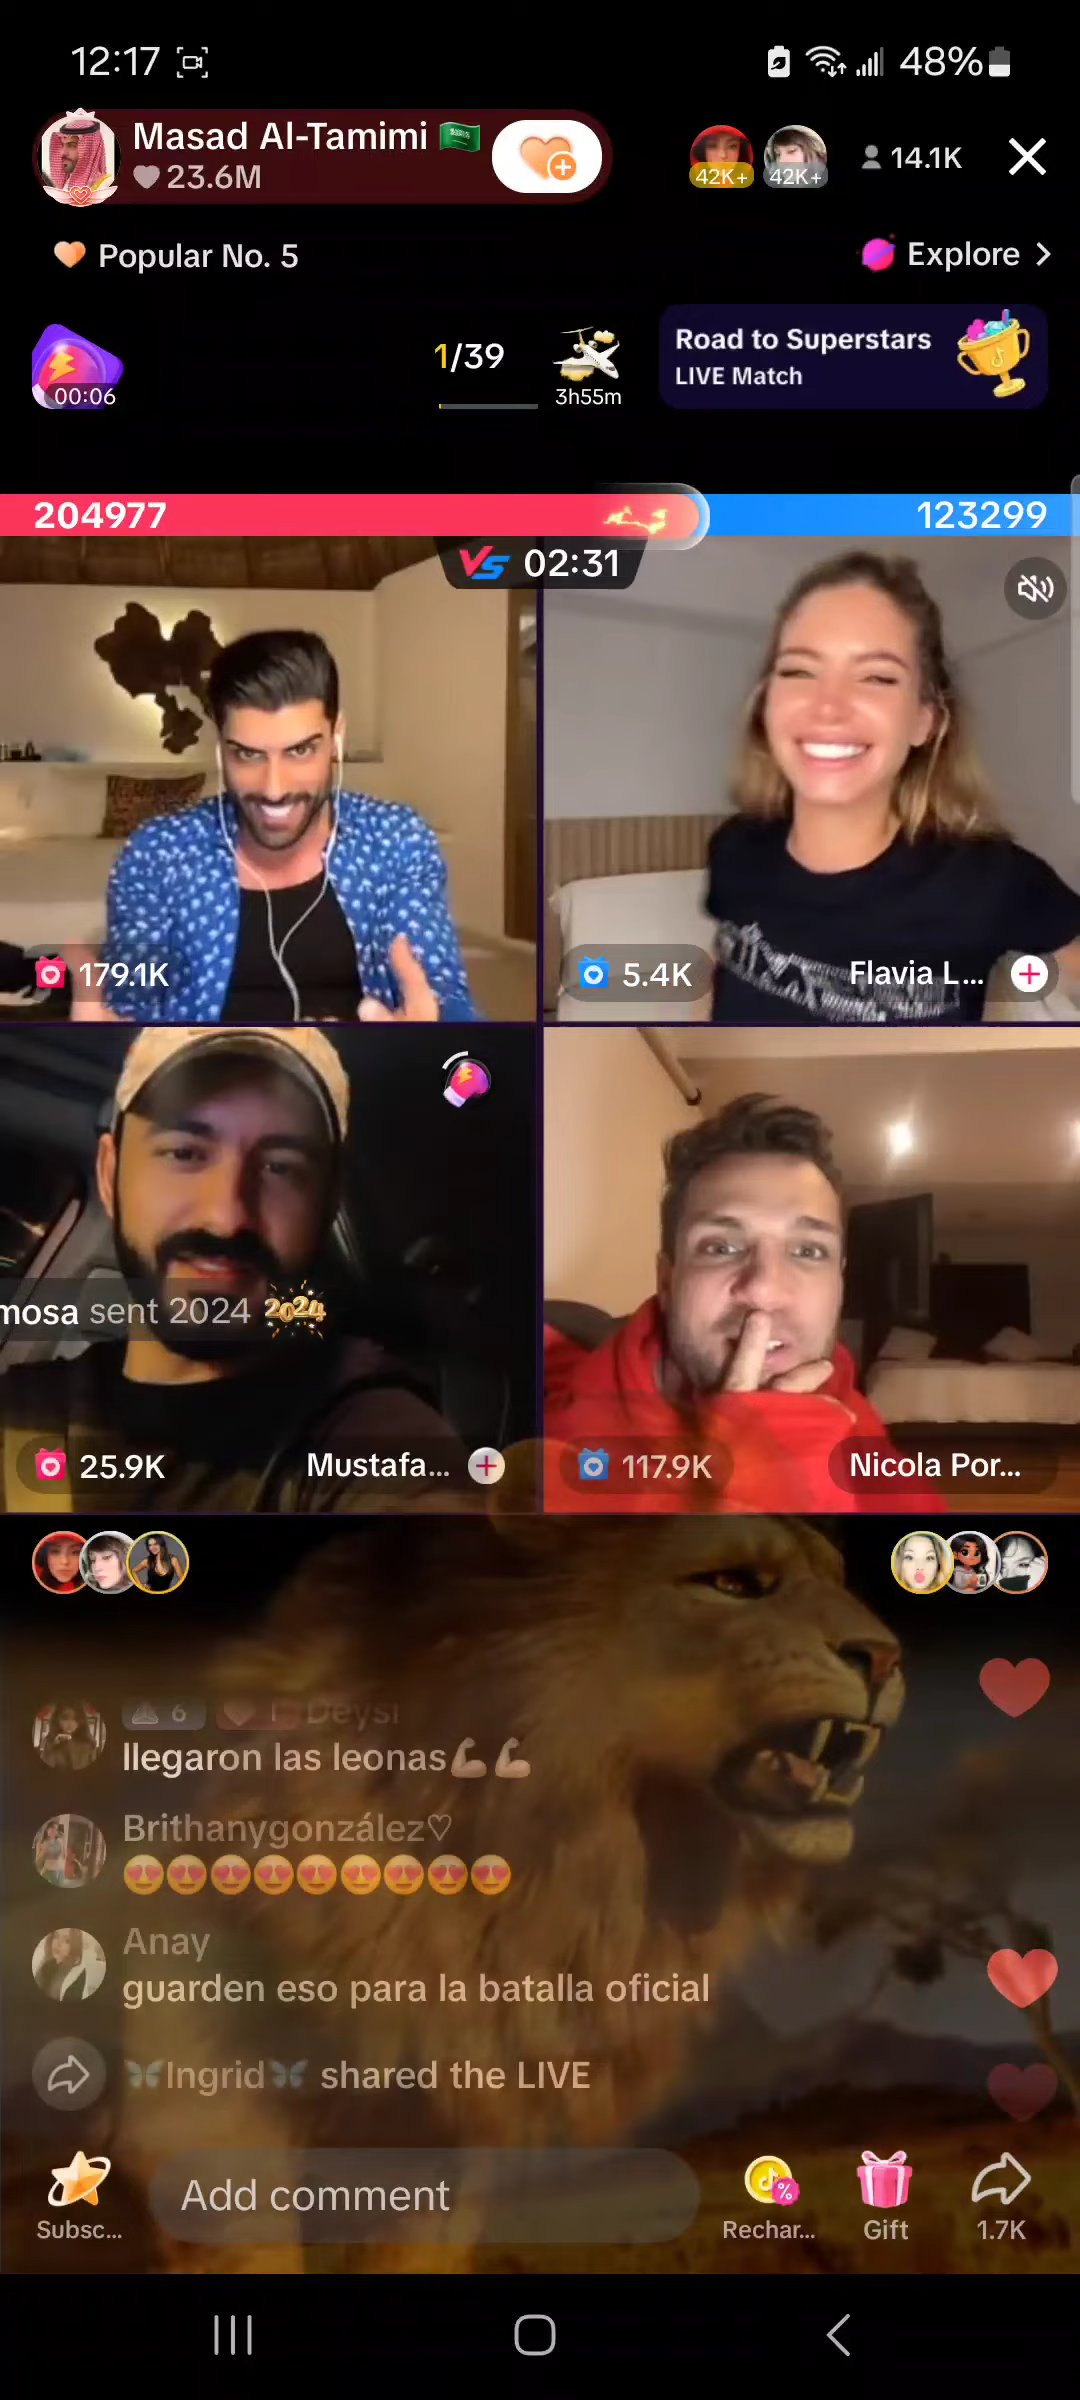 12:17
48%
Masad Al-Tamimi 🇸🇦
23.6M
42K+
42K+
14.1K
Popular No. 5
Explore >
00:06
1/39
3h55m
Road to Superstars
LIVE Match
204977
123299
VS 02:31
179.1K
5.4K
Flavia L...
mosa sent 2024
2024
25.9K
Mustafa...
117.9K
Nicola Por...
6
Deysi
llegaron las leonas💪💪
Brithanygonzález♡
😍😍😍😍😍😍😍😍😍
Anay
guarden eso para la batalla oficial
🦋Ingrid🦋 shared the LIVE
Add comment
Subsc...
Rechar...
Gift
1.7K